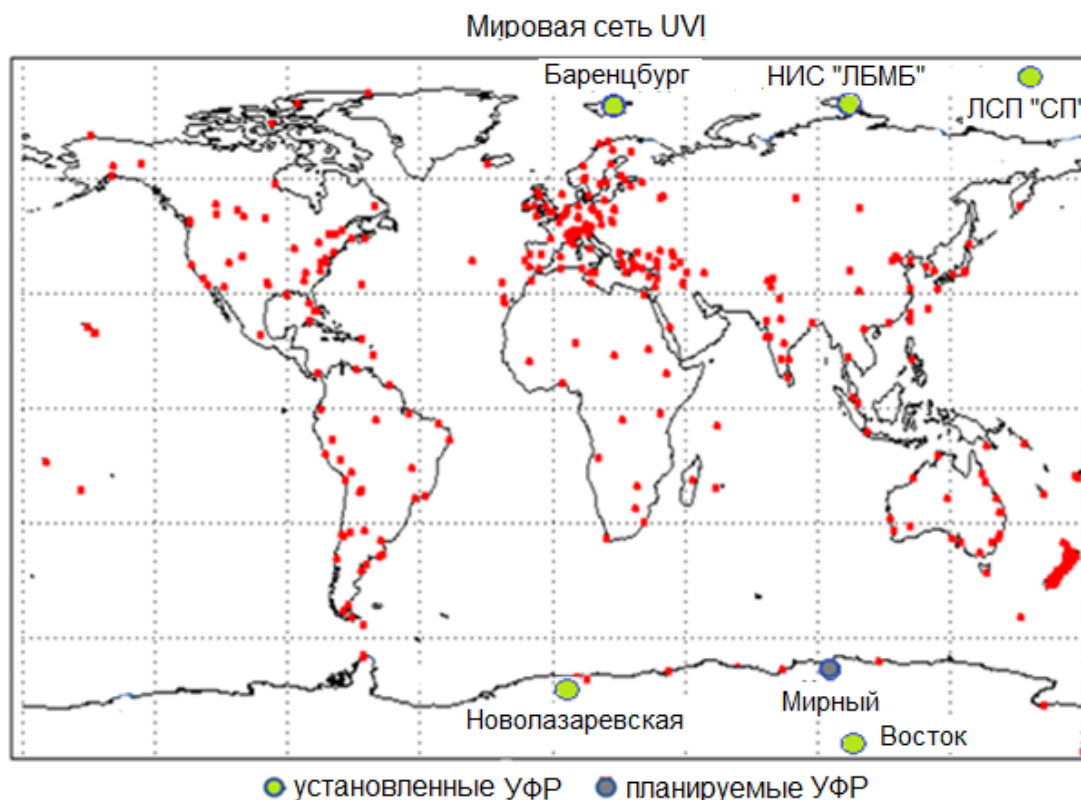 Мировая сеть UVI
Баренцбург
НИС "ЛБМБ"
ЛСП "СП"
Новолазаревская
Мирный
Восток
установленные УФР
планируемые УФР